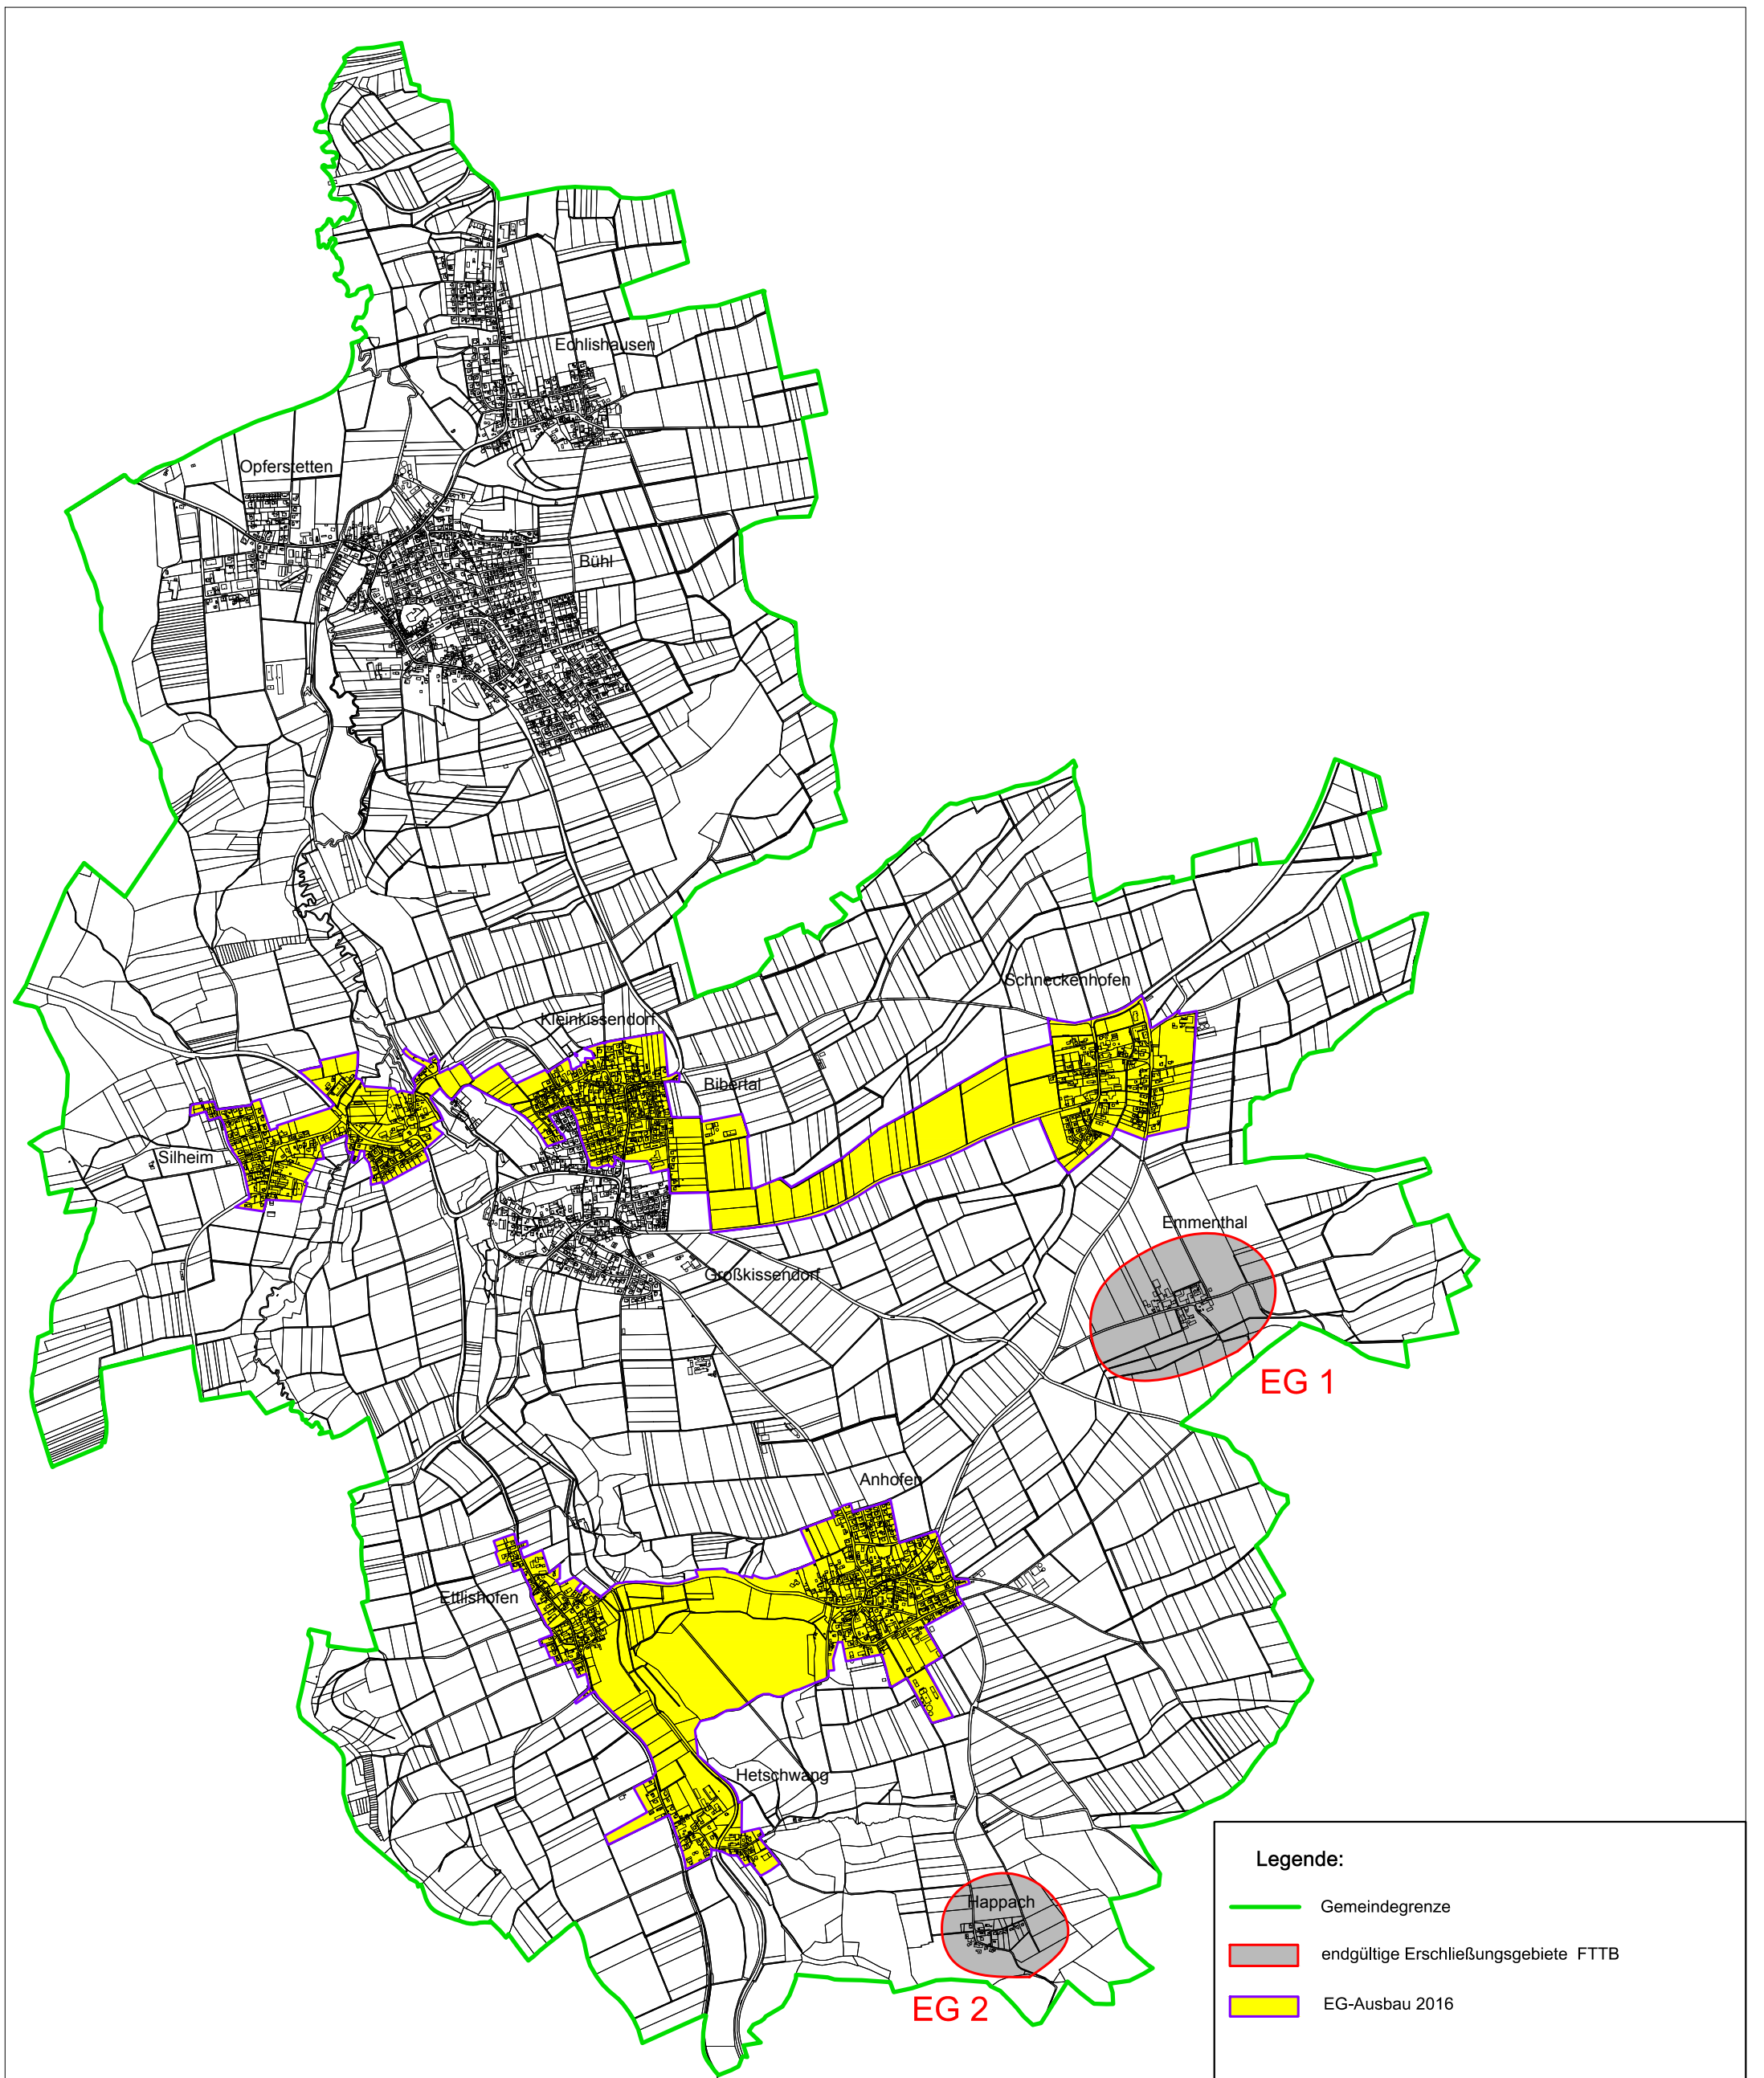 Echlishausen
Opferstetten
Bühl
Schneckenhofen
Kleinkissendorf
Bibertal
Silheim
Emmenthal
Großkissendorf
EG 1
Anhofen
Ettlishofen
Hetschwang
Happach
EG 2
Legende:
Gemeindegrenze
endgültige Erschließungsgebiete FTTB
EG-Ausbau 2016